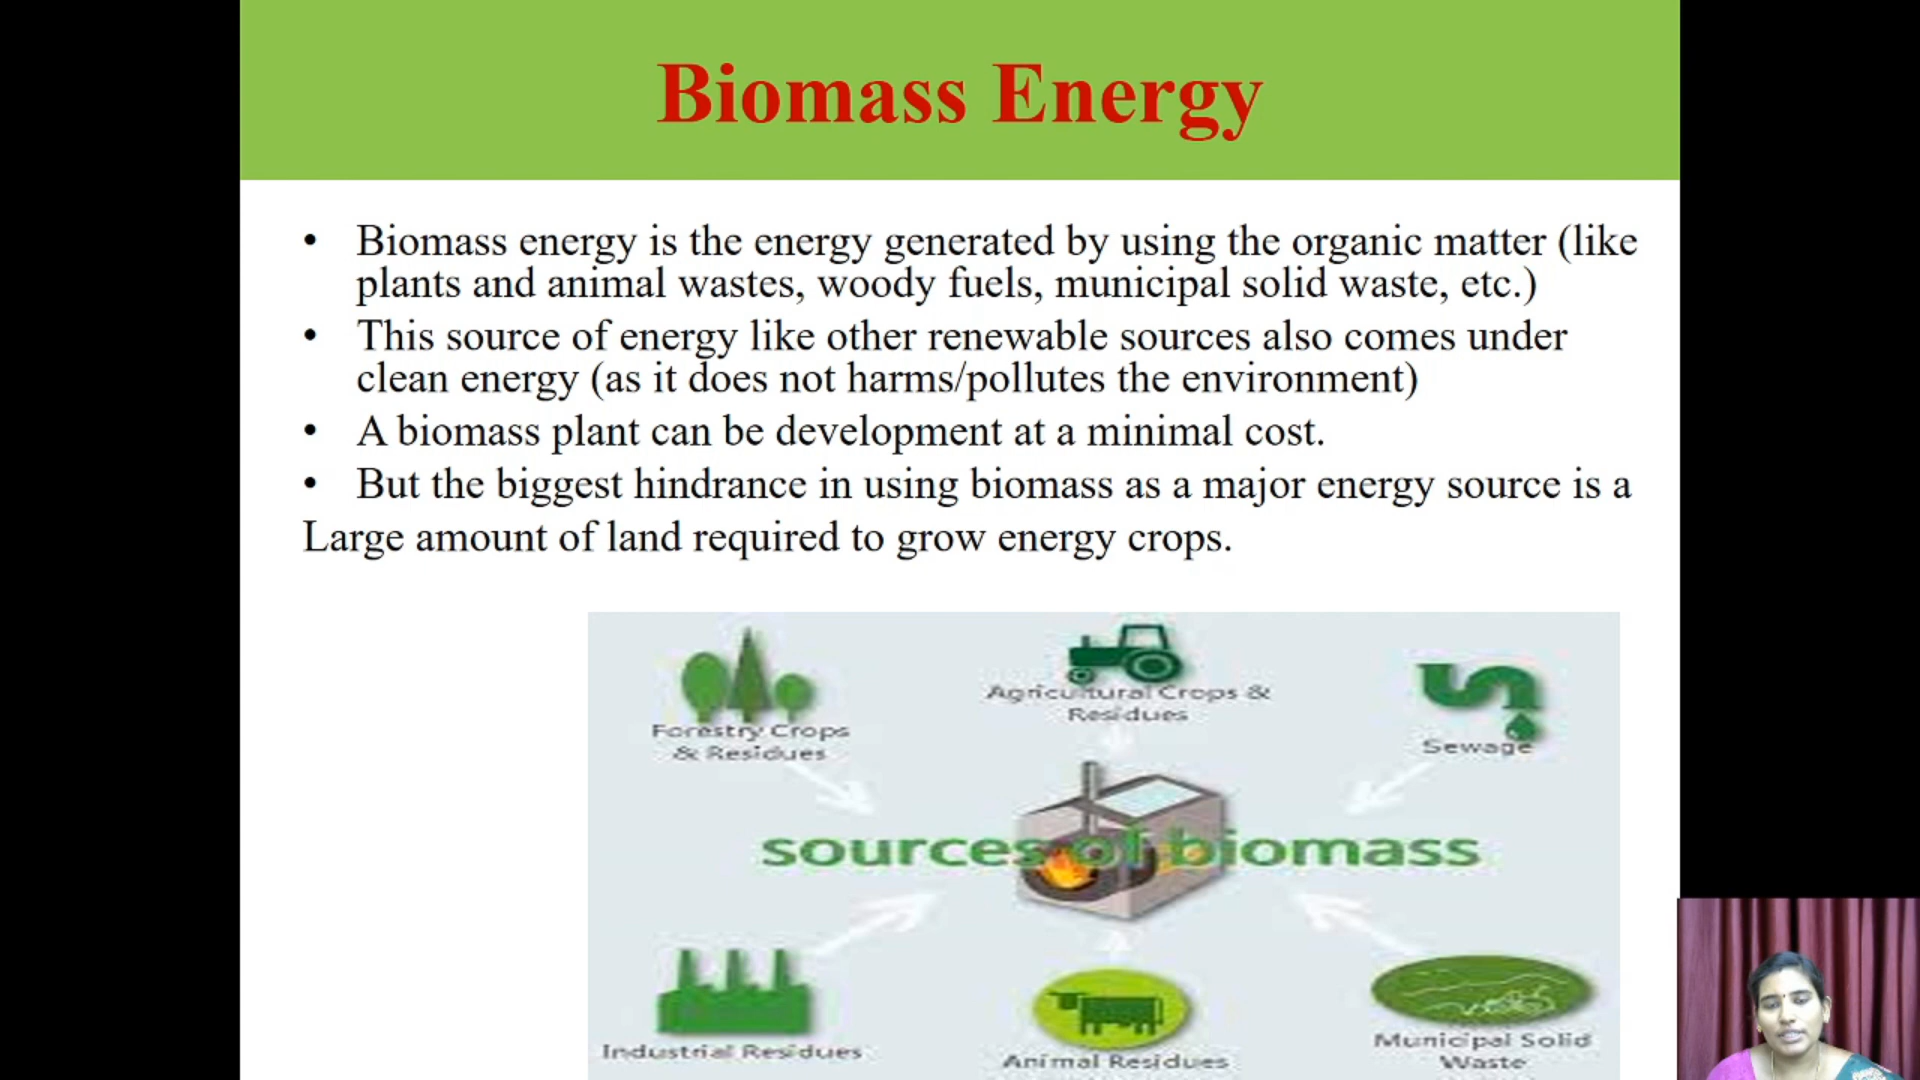 Biomass Energy
• Biomass energy is the energy generated by using the organic matter (like
plants and animal wastes, woody fuels, municipal solid waste, etc.)
• This source of energy like other renewable sources also comes under
clean energy (as it does not harms/pollutes the environment)
• A biomass plant can be development at a minimal cost.
• But the biggest hindrance in using biomass as a major energy source is a
Large amount of land required to grow energy crops.
Agricultural Crops &
Residues
Forestry Crops
& Residues
Sewage
sources of biomass
Industrial Residues
Animal Residues
Municipal Solid
Waste